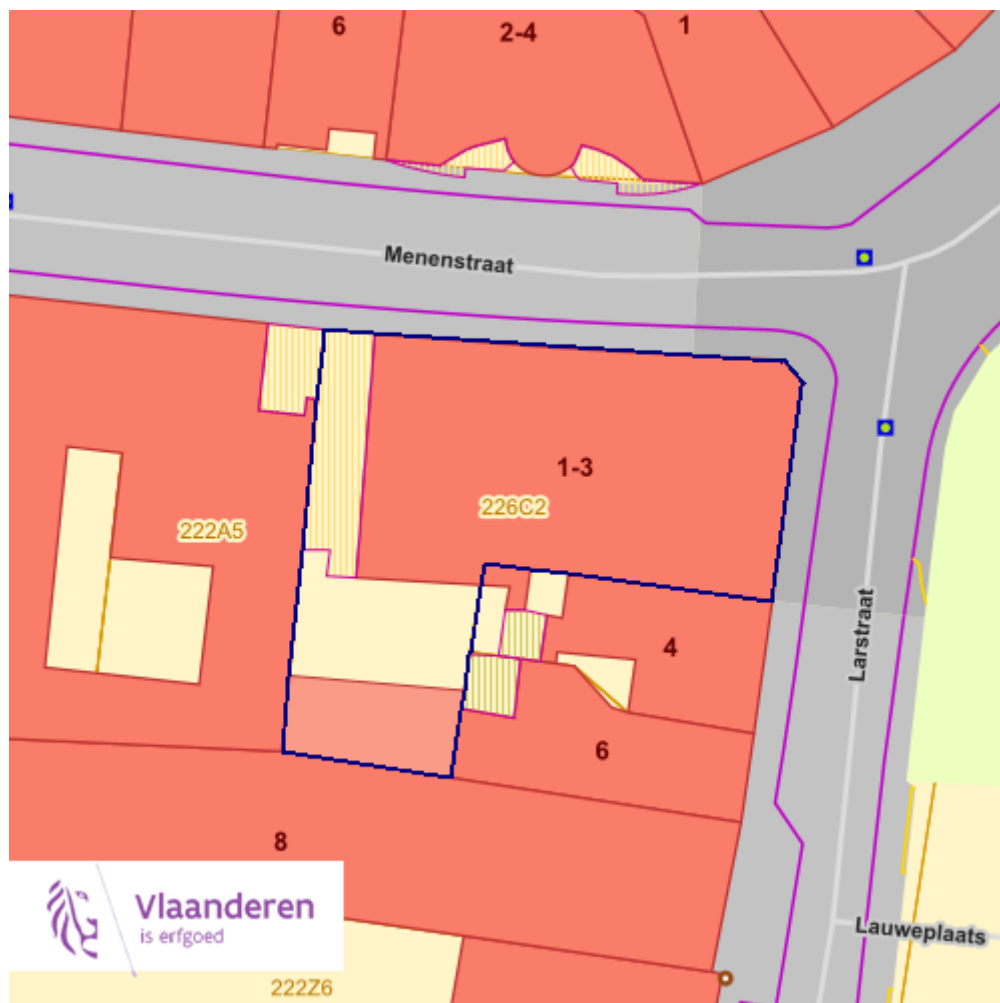 6
2-4
1
Menenstraat
1-3
226C2
222A5
Larstraat
4
6
8
Vlaanderen
is erfgoed
Lauweplaats
222Z6